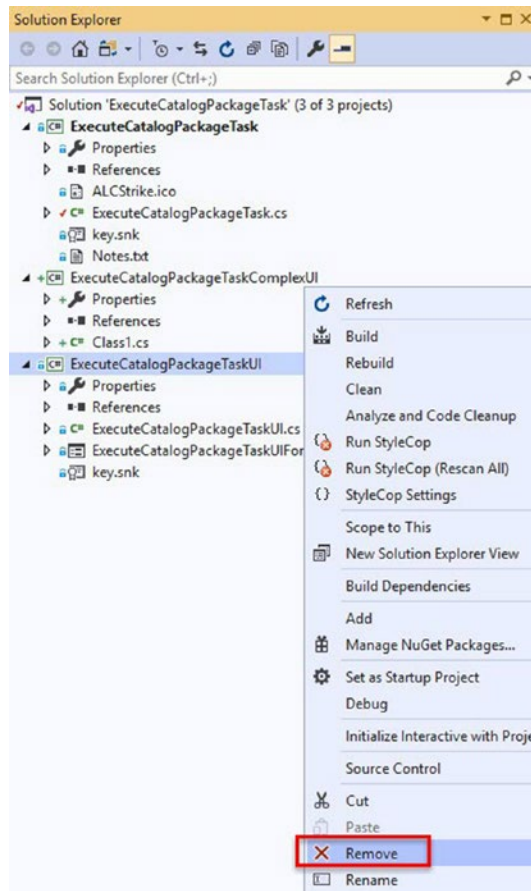 Solution Explorer
Search Solution Explorer (Ctrl+;)
Solution 'ExecuteCatalogPackageTask' (3 of 3 projects)
C# ExecuteCatalogPackageTask
Properties
References
ALCStrike.ico
C# ExecuteCatalogPackageTask.cs
key.snk
Notes.txt
C# ExecuteCatalogPackageTaskComplexUI
Properties
References
C# Class1.cs
C# ExecuteCatalogPackageTaskUI
Properties
References
C# ExecuteCatalogPackageTaskUI.cs
ExecuteCatalogPackageTaskUIFor
key.snk
Refresh
Build
Rebuild
Clean
Analyze and Code Cleanup
Run StyleCop
Run StyleCop (Rescan All)
StyleCop Settings
Scope to This
New Solution Explorer View
Build Dependencies
Add
Manage NuGet Packages...
Set as Startup Project
Debug
Initialize Interactive with Proje
Source Control
Cut
Paste
Remove
Rename